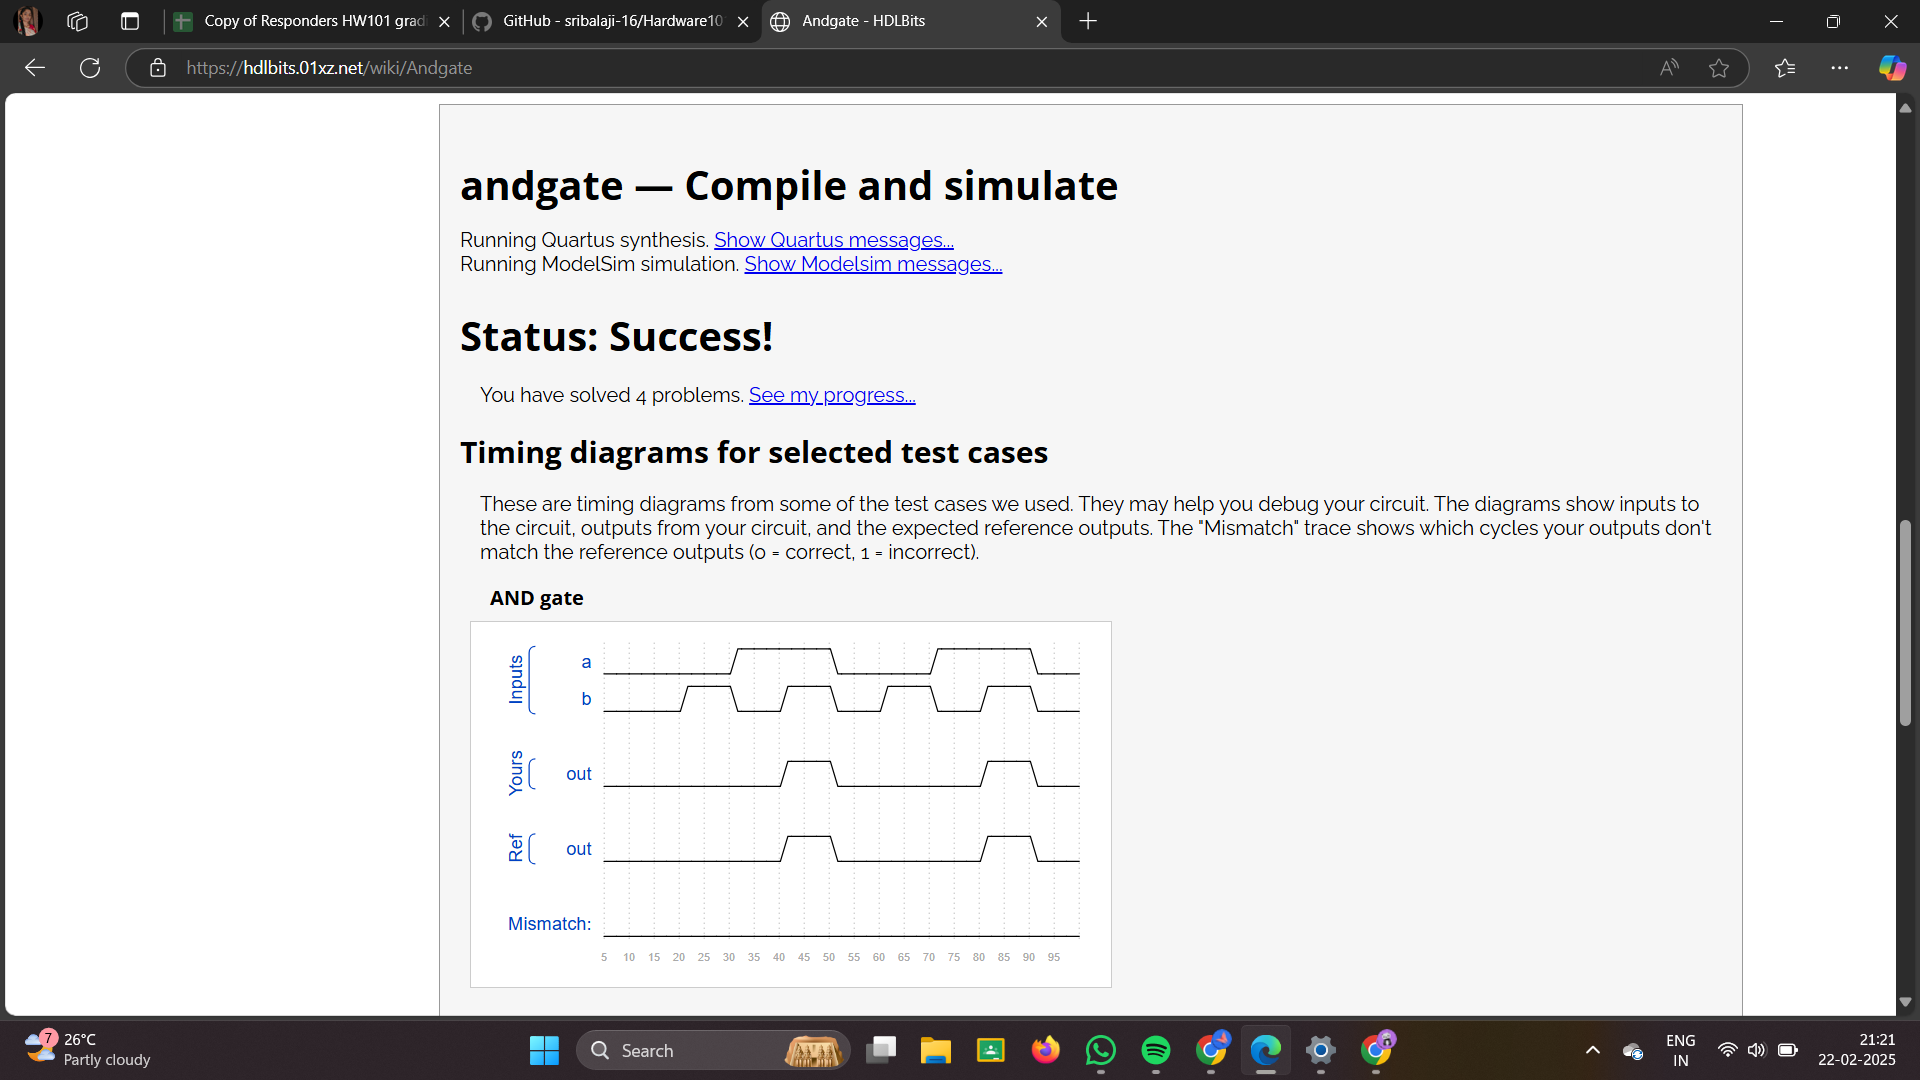 Copy of Responders HW101 gradi
GitHub - sribalaji-16/Hardware10
Andgate - HDLBits
https://hdlbits.01xz.net/wiki/Andgate
andgate — Compile and simulate
Running Quartus synthesis. Show Quartus messages...
Running ModelSim simulation. Show Modelsim messages...
Status: Success!
You have solved 4 problems. See my progress...
Timing diagrams for selected test cases
These are timing diagrams from some of the test cases we used. They may help you debug your circuit. The diagrams show inputs to
the circuit, outputs from your circuit, and the expected reference outputs. The "Mismatch" trace shows which cycles your outputs don't
match the reference outputs (0 = correct, 1 = incorrect).
AND gate
Inputs
a
b
Yours
out
Ref
out
Mismatch:
5 10 15 20 25 30 35 40 45 50 55 60 65 70 75 80 85 90 95
7
26°C
Partly cloudy
Search
ENG
IN
21:21
22-02-2025